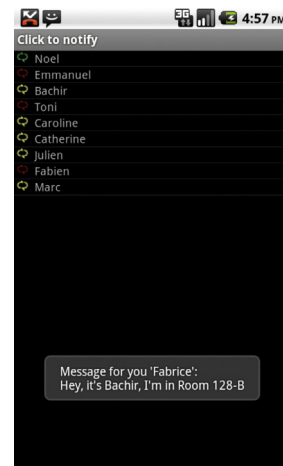 3G
4:57 PM
Click to notify
Noel
Emmanuel
Bachir
Toni
Caroline
Catherine
Julien
Fabien
Marc
Message for you 'Fabrice':
Hey, it's Bachir, I'm in Room 128-B